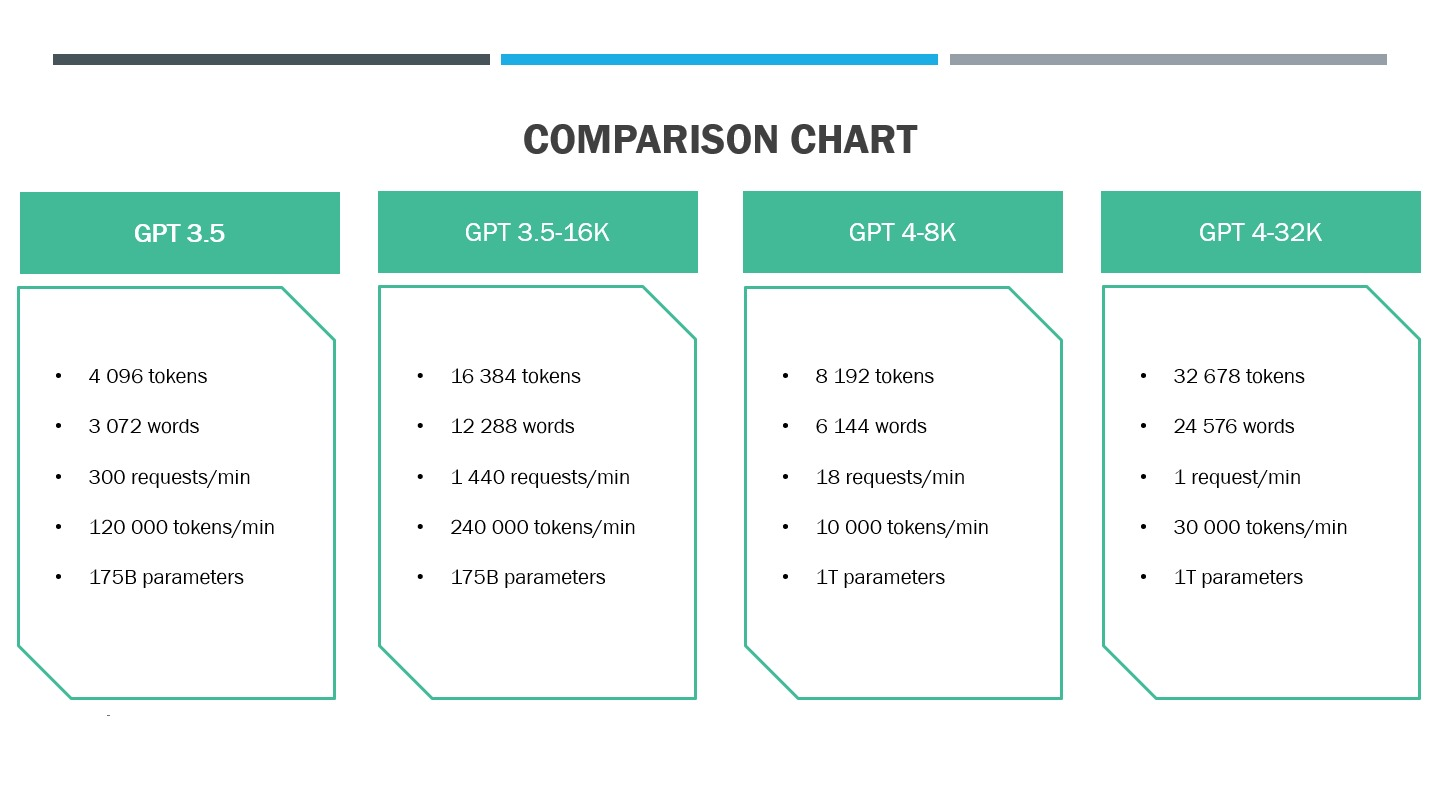 COMPARISON CHART
GPT 3.5
• 4 096 tokens
• 3 072 words
• 300 requests/min
• 120 000 tokens/min
• 175B parameters
GPT 3.5-16K
• 16 384 tokens
• 12 288 words
• 1 440 requests/min
• 240 000 tokens/min
• 175B parameters
GPT 4-8K
• 8 192 tokens
• 6 144 words
• 18 requests/min
• 10 000 tokens/min
• 1T parameters
GPT 4-32K
• 32 678 tokens
• 24 576 words
• 1 request/min
• 30 000 tokens/min
• 1T parameters